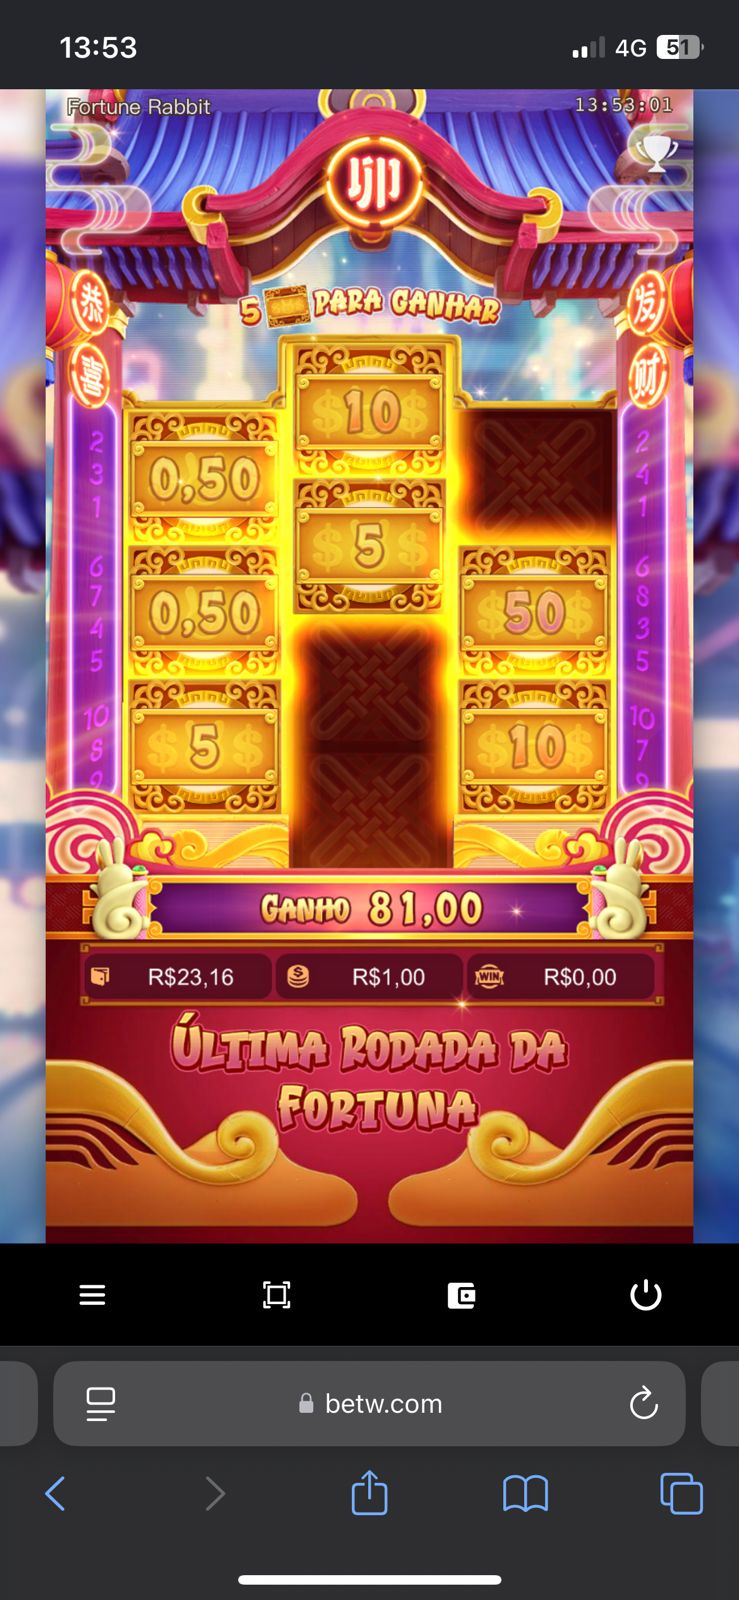 13:53
4G 51
Fortune Rabbit
13:53:01
卯
5 PARA GANHAR
恭喜
发财
10
0,50
5
0,50
50
5
10
2
3
1
6
7
4
5
10
8
9
2
4
1
6
8
3
5
10
7
9
GANHO 81,00
R$23,16
R$1,00
WIN
R$0,00
ÚLTIMA RODADA DA
FORTUNA
betw.com